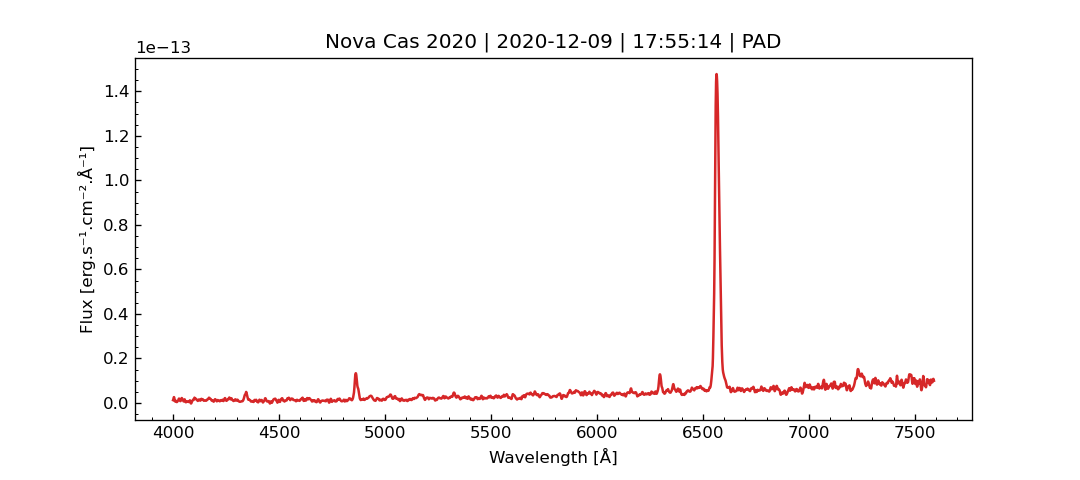 Nova Cas 2020 | 2020-12-09 | 17:55:14 | PAD
1e−13
1.4
1.2
1.0
0.8
0.6
0.4
0.2
0.0
Flux [erg.s⁻¹.cm⁻².Å⁻¹]
4000 4500 5000 5500 6000 6500 7000 7500
Wavelength [Å]